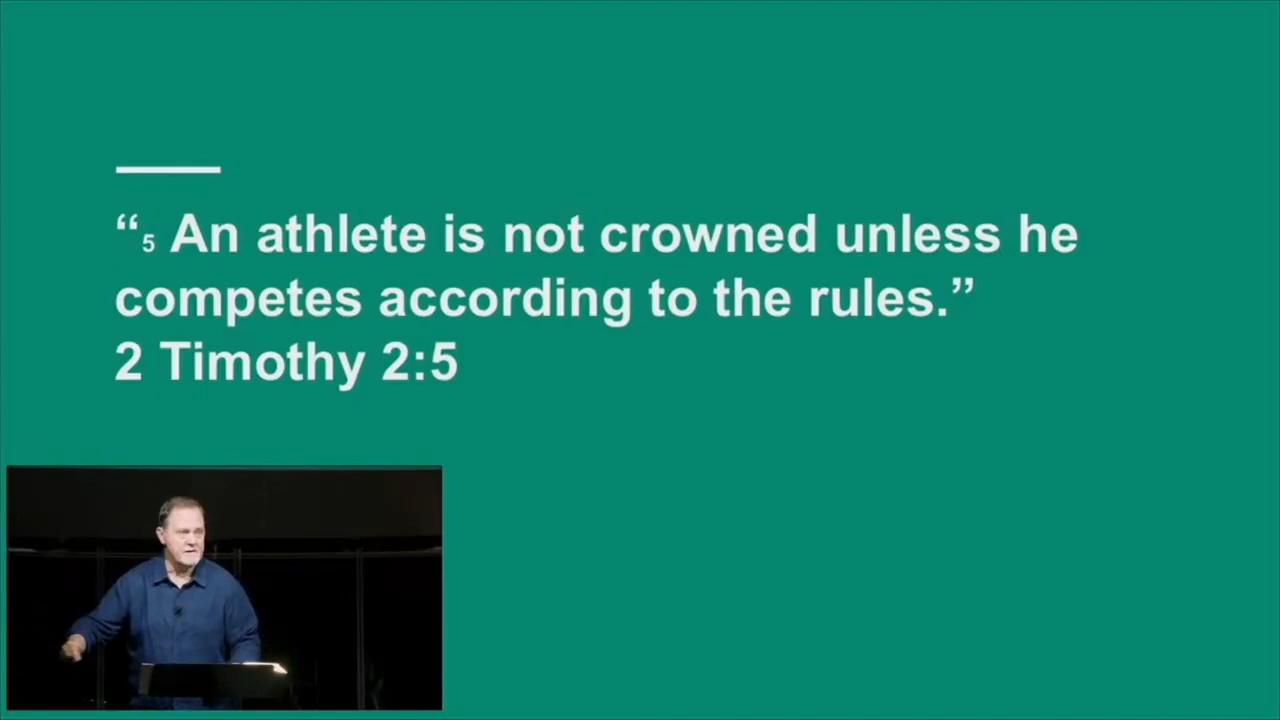 “5 An athlete is not crowned unless he
competes according to the rules.”
2 Timothy 2:5